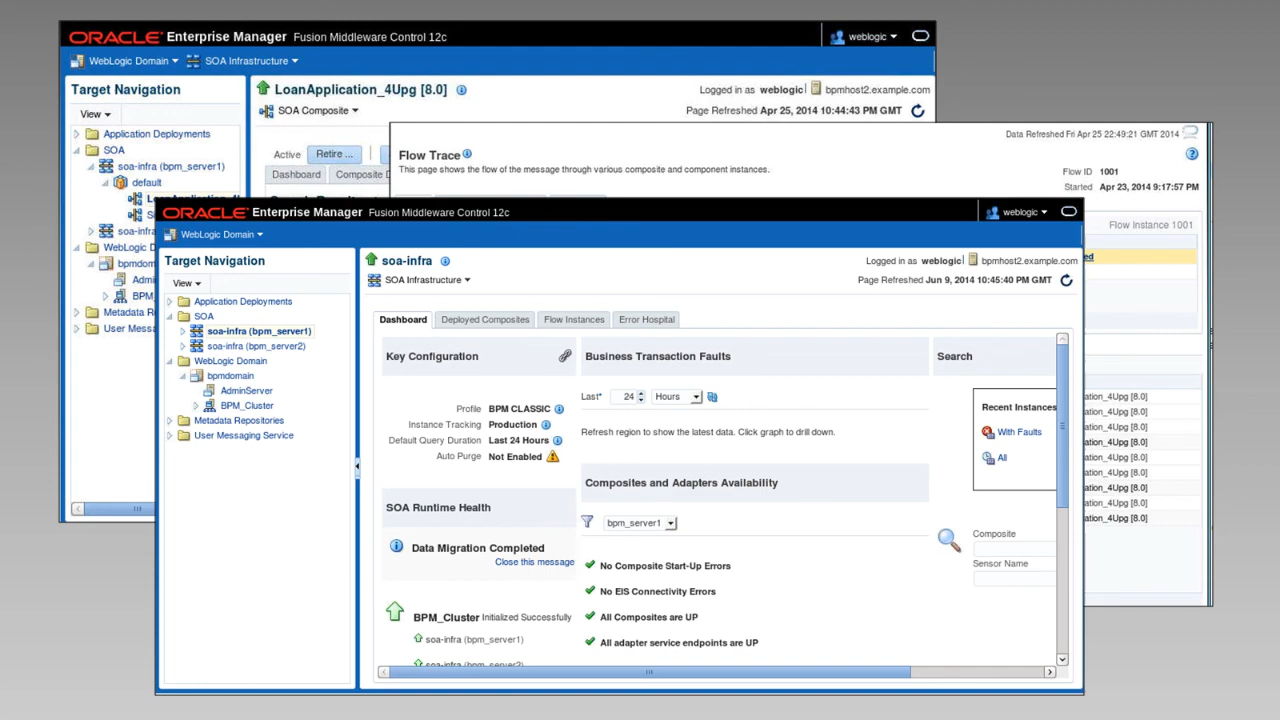 ORACLE Enterprise Manager Fusion Middleware Control 12c
weblogic
WebLogic Domain SOA Infrastructure
Target Navigation
View
Application Deployments
SOA
soa-infra (bpm_server1)
default
WebLogic D
bpmdom
Admi
BPM_
Metadata R
User Messa
LoanApplication_4Upg [8.0]
SOA Composite
Logged in as weblogic bpmhost2.example.com
Page Refreshed Apr 25, 2014 10:44:43 PM GMT
Active Retire ...
Dashboard Composite D
Data Refreshed Fri Apr 25 22:49:21 GMT 2014
Flow Trace
This page shows the flow of the message through various composite and component instances.
Flow ID 1001
Started Apr 23, 2014 9:17:57 PM
Flow Instance 1001
ed
ation_4Upg [8.0]
ation_4Upg [8.0]
ation_4Upg [8.0]
ation_4Upg [8.0]
ation_4Upg [8.0]
ation_4Upg [8.0]
ation_4Upg [8.0]
ation_4Upg [8.0]
ation_4Upg [8.0]
ORACLE Enterprise Manager Fusion Middleware Control 12c
weblogic
WebLogic Domain
Target Navigation
View
Application Deployments
SOA
soa-infra (bpm_server1)
soa-infra (bpm_server2)
WebLogic Domain
bpmdomain
AdminServer
BPM_Cluster
Metadata Repositories
User Messaging Service
soa-infra
SOA Infrastructure
Logged in as weblogic bpmhost2.example.com
Page Refreshed Jun 9, 2014 10:45:40 PM GMT
Dashboard Deployed Composites Flow Instances Error Hospital
Key Configuration
Profile BPM CLASSIC
Instance Tracking Production
Default Query Duration Last 24 Hours
Auto Purge Not Enabled
SOA Runtime Health
Data Migration Completed
Close this message
BPM_Cluster Initialized Successfully
soa-infra (bpm_server1)
soa-infra (bpm_server2)
Business Transaction Faults
Last* 24 Hours
Refresh region to show the latest data. Click graph to drill down.
Composites and Adapters Availability
bpm_server1
No Composite Start-Up Errors
No EIS Connectivity Errors
All Composites are UP
All adapter service endpoints are UP
Search
Recent Instances
With Faults
All
Composite
Sensor Name